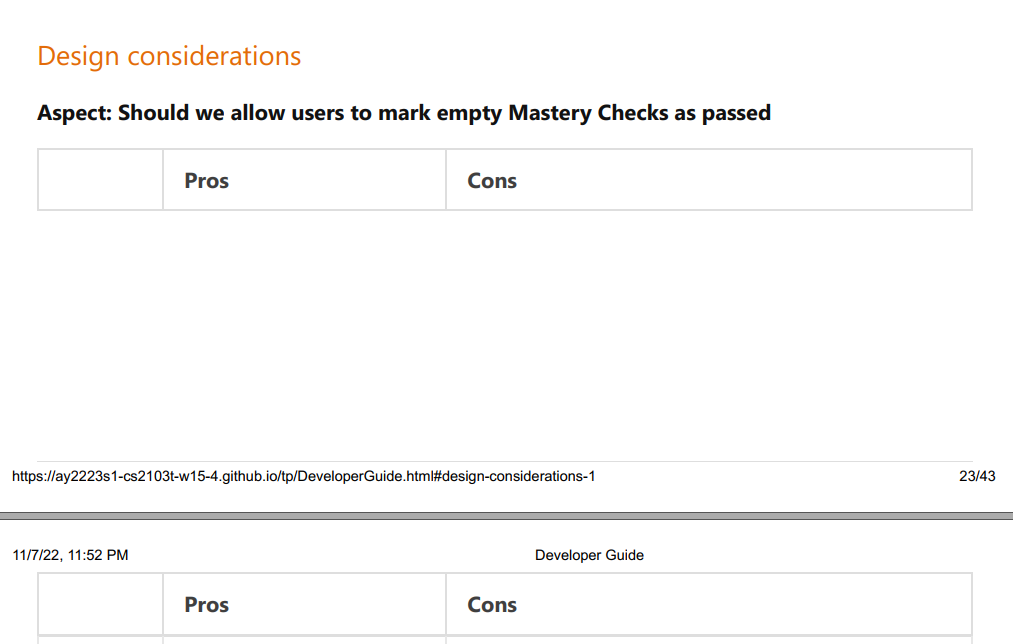 Design considerations
Aspect: Should we allow users to mark empty Mastery Checks as passed
Pros Cons
https://ay2223s1-cs2103t-w15-4.github.io/tp/DeveloperGuide.html#design-considerations-1 23/43
11/7/22, 11:52 PM Developer Guide
Pros Cons